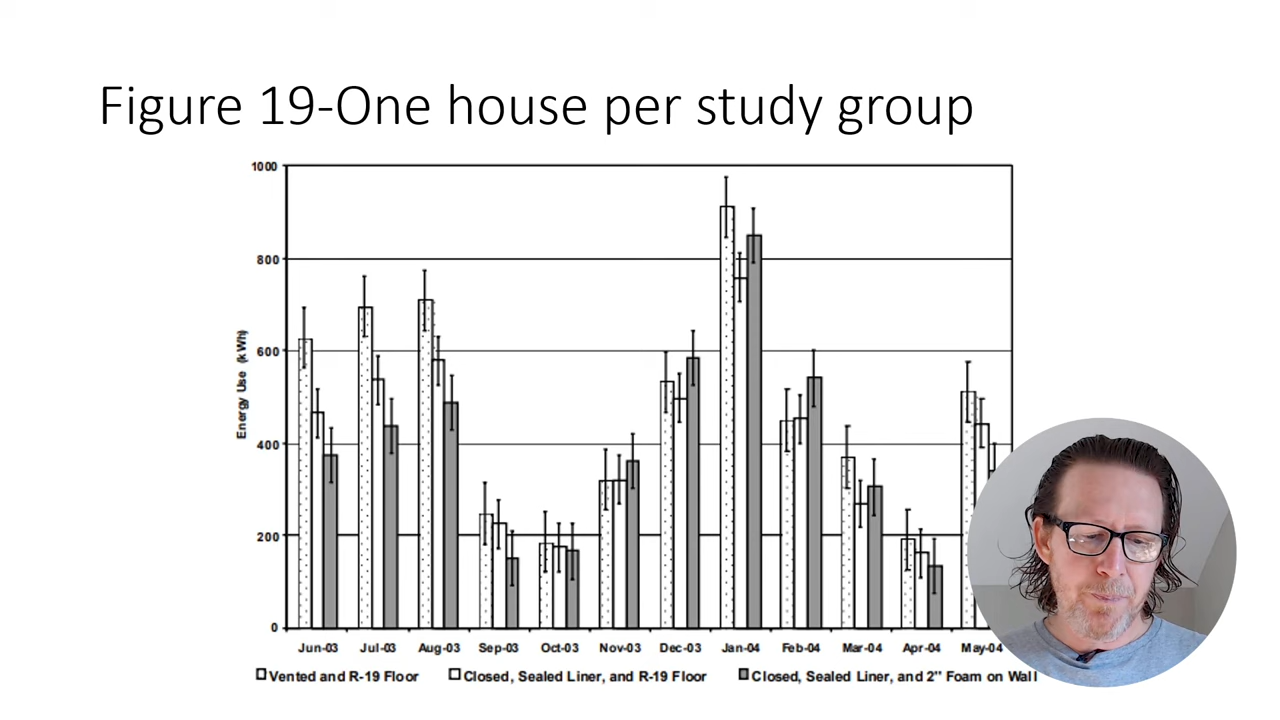 Figure 19-One house per study group
1000
800
600
400
200
0
Energy Use (kWh)
Jun-03 Jul-03 Aug-03 Sep-03 Oct-03 Nov-03 Dec-03 Jan-04 Feb-04 Mar-04 Apr-04 May-04
Vented and R-19 Floor Closed, Sealed Liner, and R-19 Floor Closed, Sealed Liner, and 2" Foam on Wall